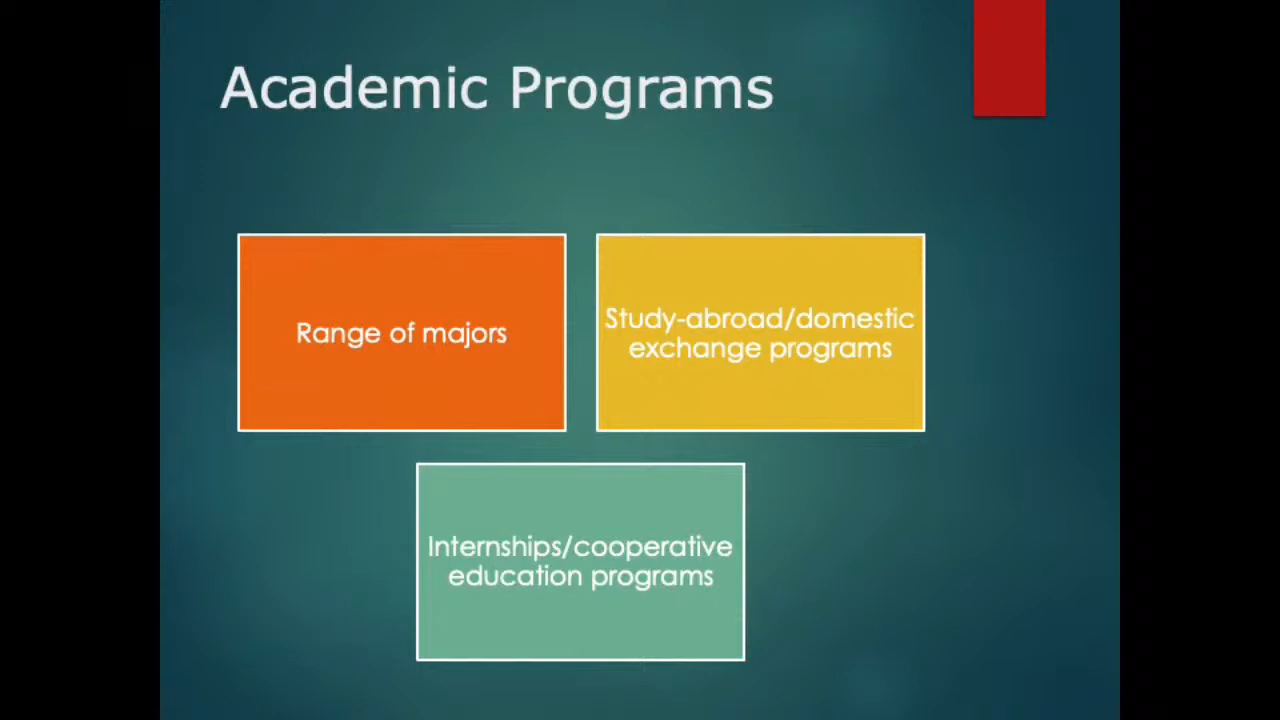 Academic Programs
Range of majors
Study-abroad/domestic
exchange programs
Internships/cooperative
education programs